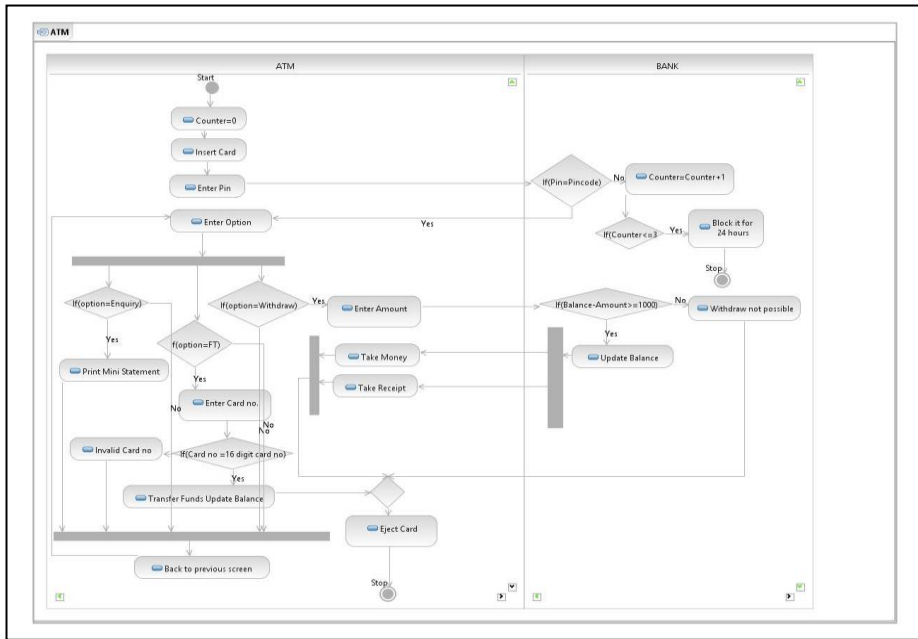 ATM
ATM
BANK
Start
Counter=0
Insert Card
Enter Pin
If(Pin=Pincode)
No
Counter=Counter+1
Enter Option
Yes
If(Counter<=3
Yes
Block it for
24 hours
Stop
If(option=Enquiry)
If(option=Withdraw)
Yes
Enter Amount
If(Balance-Amount>=1000)
No
Withdraw not possible
Yes
f(option=FT)
Yes
Take Money
Update Balance
Print Mini Statement
Yes
Take Receipt
No
Enter Card no.
No
No
Invalid Card no
If(Card no =16 digit card no)
Yes
Transfer Funds Update Balance
Eject Card
Back to previous screen
Stop